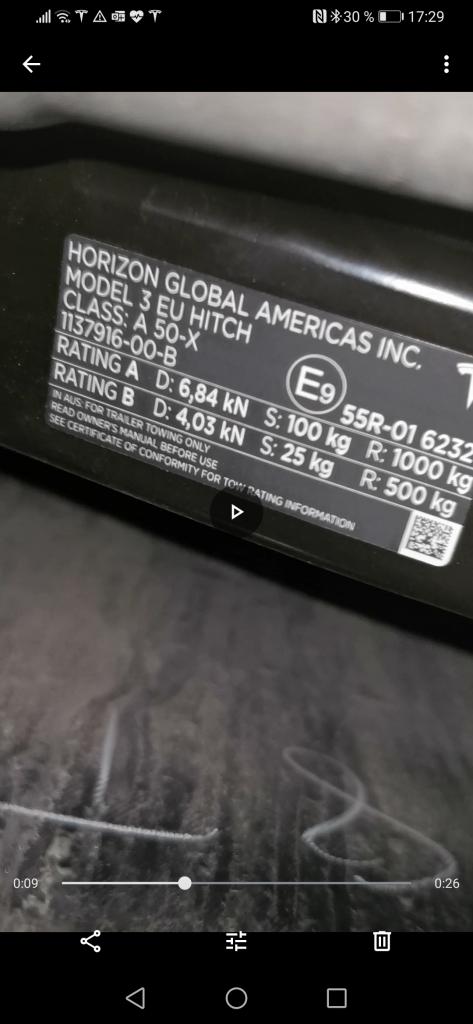 30 % 17:29
HORIZON GLOBAL AMERICAS INC.
MODEL 3 EU HITCH
CLASS: A 50-X
1137916-00-B
E9 55R-01 6232
RATING A D: 6,84 kN S: 100 kg R: 1000 kg
RATING B D: 4,03 kN S: 25 kg R: 500 kg
IN AUS: FOR TRAILER TOWING ONLY
READ OWNER'S MANUAL BEFORE USE
SEE CERTIFICATE OF CONFORMITY FOR TOW RATING INFORMATION
0:09 0:26